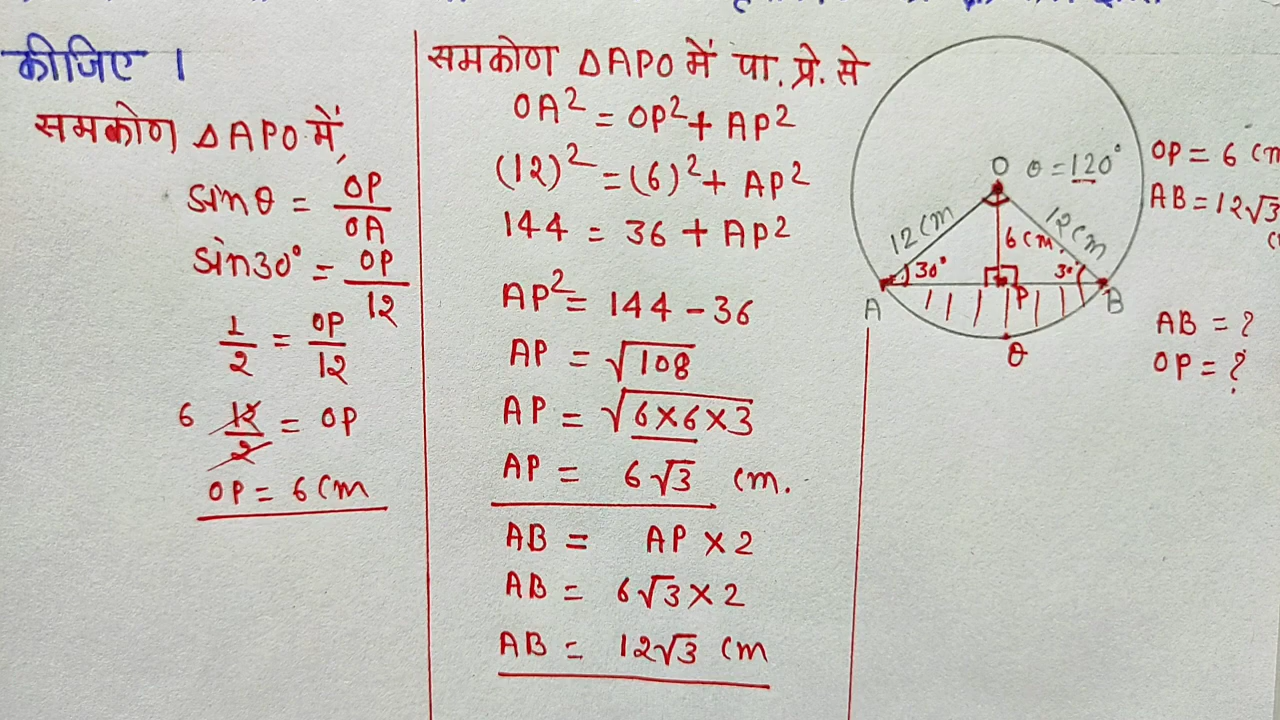 कीजिए ।
समकोण △APO में,
sinθ = OP/OA
sin30° = OP/12
1/2 = OP/12
6 12/2 = OP
OP = 6 cm
समकोण △APO में पा. प्रे. से
OA² = OP² + AP²
(12)² = (6)² + AP²
144 = 36 + AP²
AP² = 144 - 36
AP = √108
AP = √6×6×3
AP = 6√3 cm.
AB = AP × 2
AB = 6√3 × 2
AB = 12√3 cm
O θ = 120°
12 cm
12 cm
6 cm
30°
30°
A
P
B
θ
OP = 6 cm
AB = 12√3
AB = ?
OP = ?